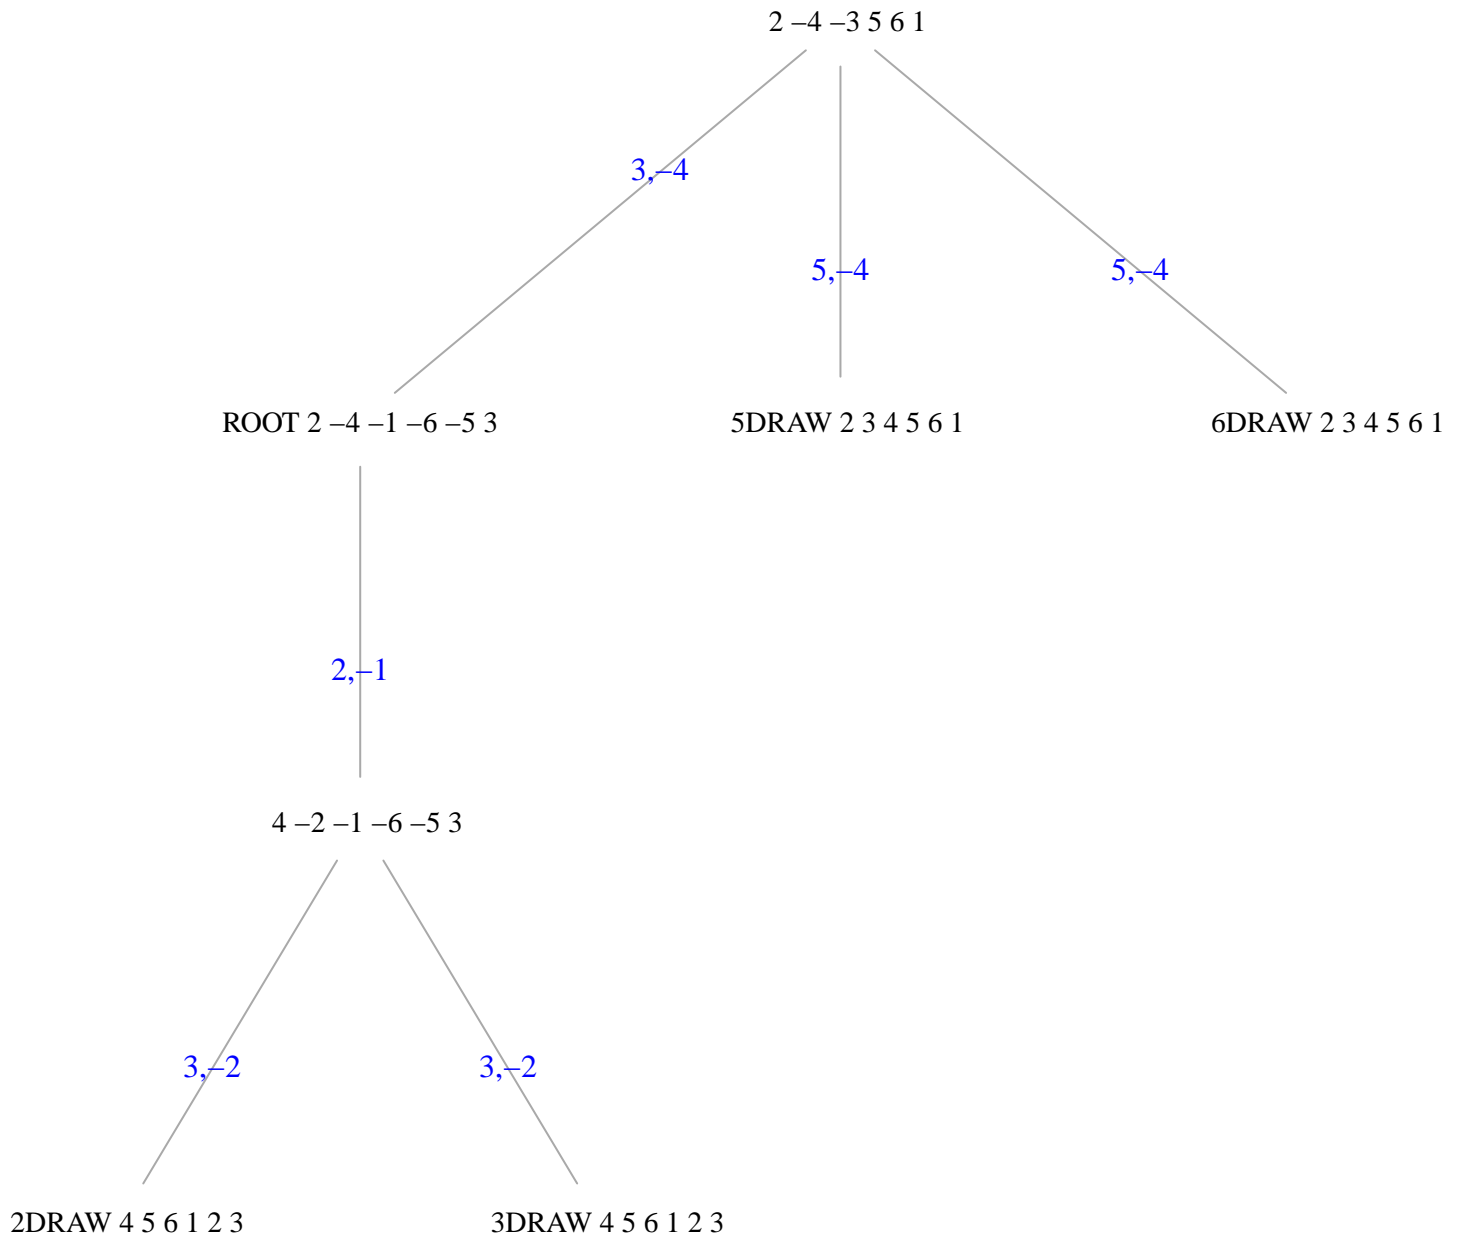 2 –4 –3 5 6 1
3,–4
5,–4
5,–4
ROOT 2 –4 –1 –6 –5 3
5DRAW 2 3 4 5 6 1
6DRAW 2 3 4 5 6 1
2,–1
4 –2 –1 –6 –5 3
3,–2
3,–2
2DRAW 4 5 6 1 2 3
3DRAW 4 5 6 1 2 3